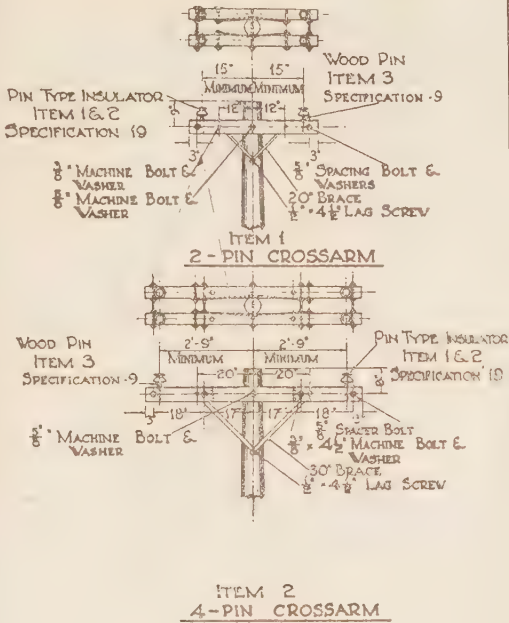 15" 15"
MINIMUM MINIMUM
WOOD PIN
ITEM 3
SPECIFICATION-9
PIN TYPE INSULATOR
ITEM 1 & 2
SPECIFICATION 19
12" 12"
3" 3"
3/8" MACHINE BOLT &
WASHER
5/8" MACHINE BOLT &
WASHER
5/8" SPACING BOLT &
WASHERS
20" BRACE
1/2" × 4 1/2" LAG SCREW
ITEM 1
2-PIN CROSSARM
2'-9" 2'-9"
MINIMUM MINIMUM
WOOD PIN
ITEM 3
SPECIFICATION-9
PIN TYPE INSULATOR
ITEM 1 & 2
SPECIFICATION 19
20" 20"
3" 18" 17" 17" 18" 3"
5/8" MACHINE BOLT &
WASHER
5/8" SPACER BOLT
3/8" × 4 1/2" MACHINE BOLT &
WASHER
30" BRACE
1/2" × 4 1/2" LAG SCREW
ITEM 2
4-PIN CROSSARM